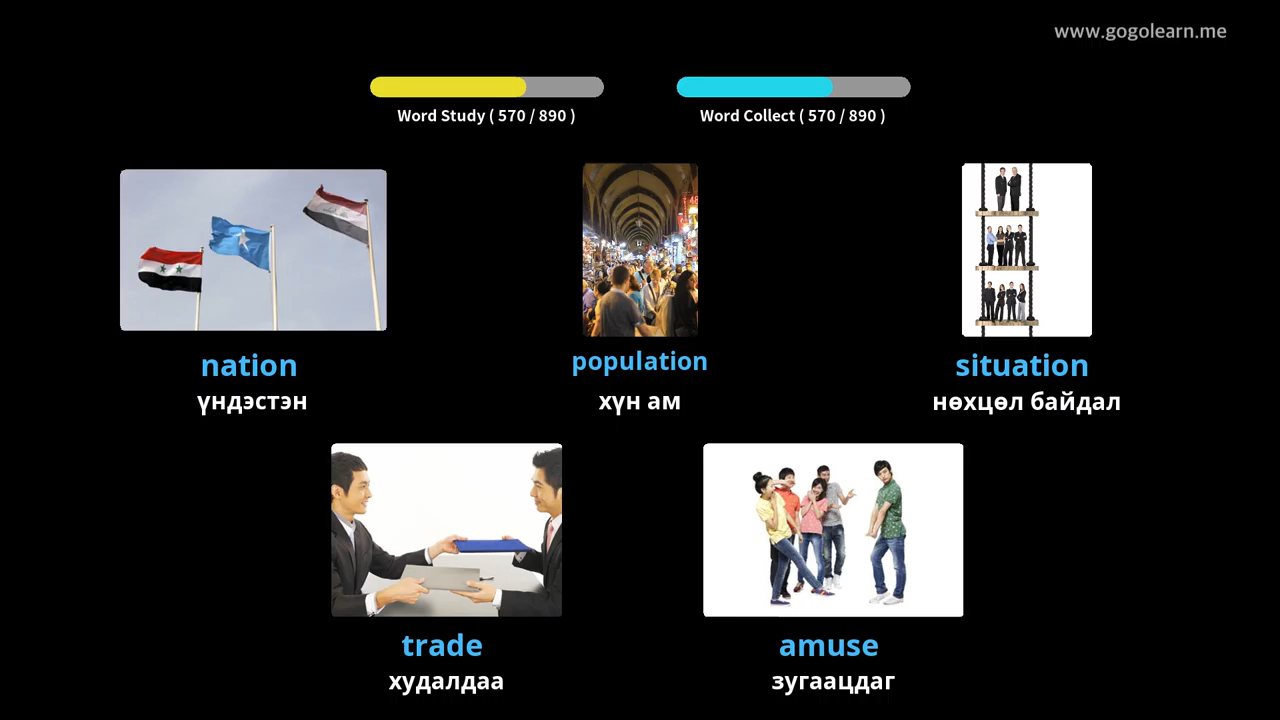 www.gogolearn.me
Word Study ( 570 / 890 )
Word Collect ( 570 / 890 )
nation
үндэстэн
population
хүн ам
situation
нөхцөл байдал
trade
худалдаа
amuse
зугаацдаг